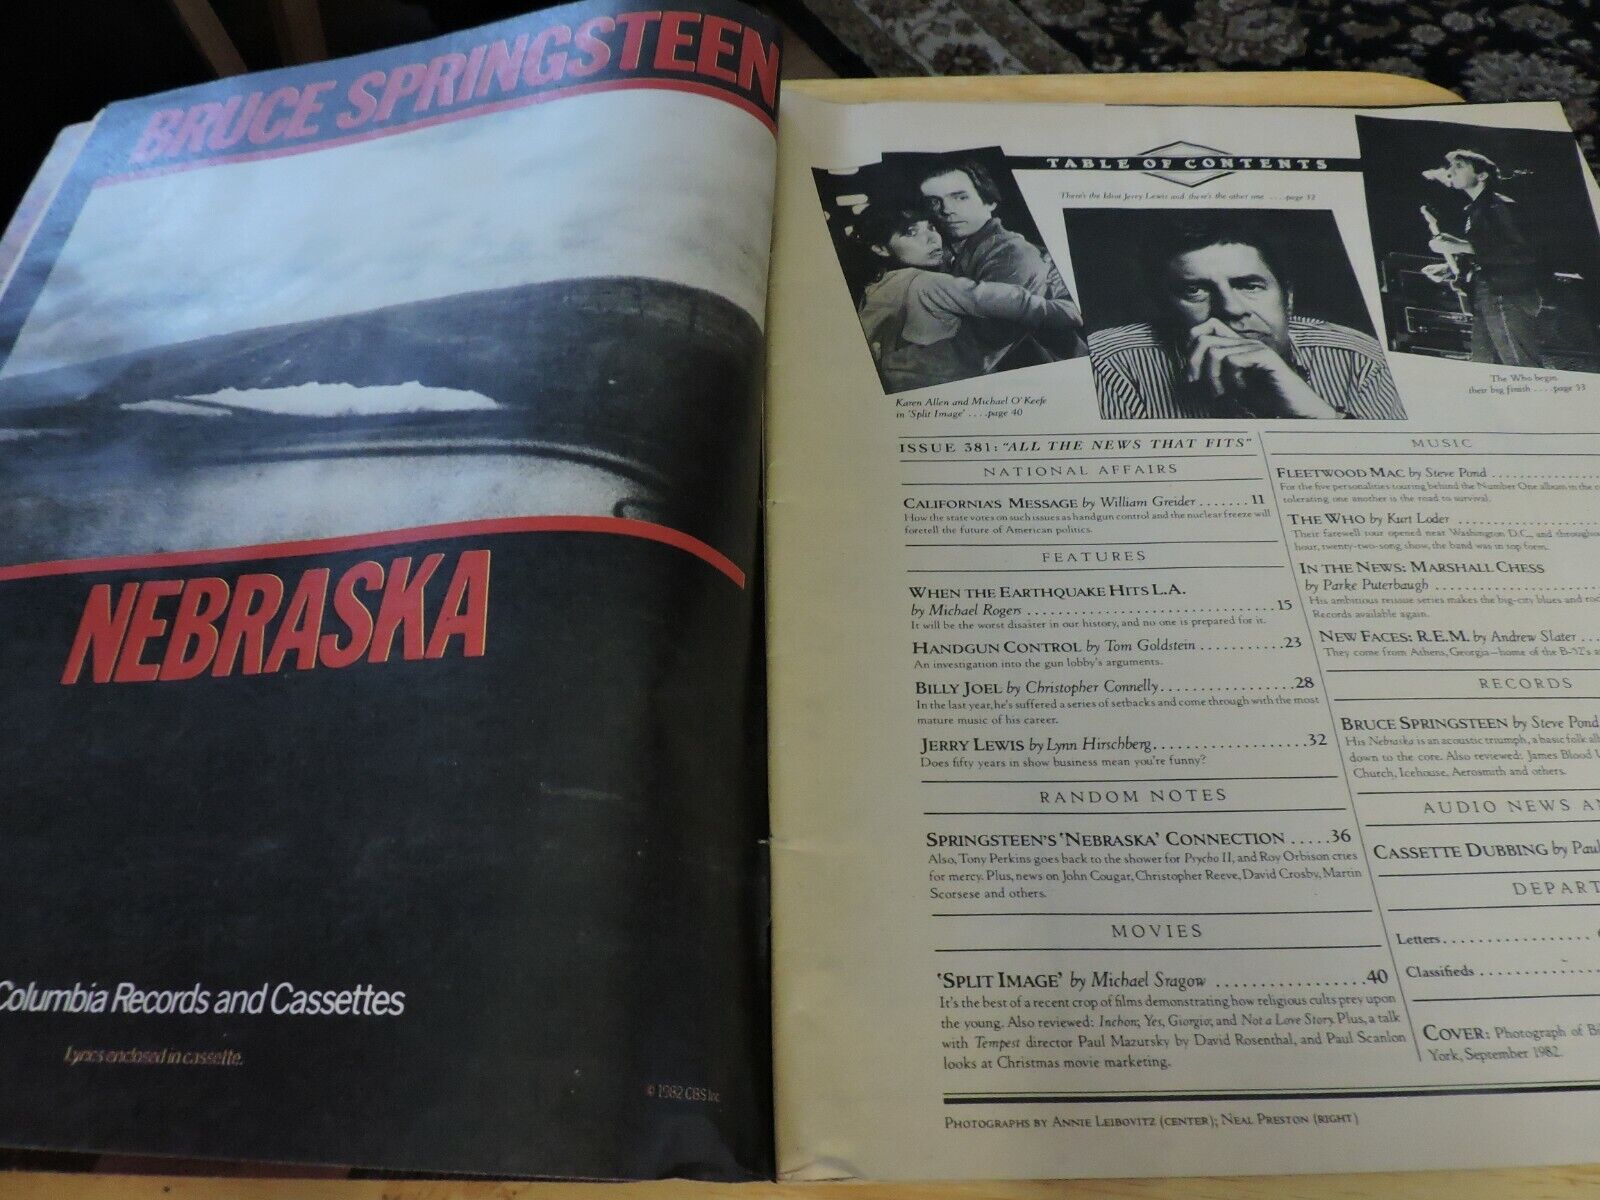 BRUCE SPRINGSTEEN
NEBRASKA
Columbia Records and Cassettes
Lyrics enclosed in cassette.
© 1982 CBS Inc.
TABLE OF CONTENTS
There's the Idiot Jerry Lewis and there's the other one ....page 32
Karen Allen and Michael O'Keefe
in 'Split Image' ....page 40
The Who begin
their big finish ....page 53
ISSUE 381: "ALL THE NEWS THAT FITS"
NATIONAL AFFAIRS
CALIFORNIA'S MESSAGE by William Greider .......11
How the state votes on such issues as handgun control and the nuclear freeze will
foretell the future of American politics.
FEATURES
WHEN THE EARTHQUAKE HITS L.A.
by Michael Rogers ..............................15
It will be the worst disaster in our history, and no one is prepared for it.
HANDGUN CONTROL by Tom Goldstein ...........23
An investigation into the gun lobby's arguments.
BILLY JOEL by Christopher Connelly.................28
In the last year, he's suffered a series of setbacks and come through with the most
mature music of his career.
JERRY LEWIS by Lynn Hirschberg...................32
Does fifty years in show business mean you're funny?
RANDOM NOTES
SPRINGSTEEN'S 'NEBRASKA' CONNECTION .....36
Also, Tony Perkins goes back to the shower for Psycho II, and Roy Orbison cries
for mercy. Plus, news on John Cougar, Christopher Reeve, David Crosby, Martin
Scorsese and others.
MOVIES
'SPLIT IMAGE' by Michael Sragow ..................40
It's the best of a recent crop of films demonstrating how religious cults prey upon
the young. Also reviewed: Inchon; Yes, Giorgio; and Not a Love Story. Plus, a talk
with Tempest director Paul Mazursky by David Rosenthal, and Paul Scanlon
looks at Christmas movie marketing.
MUSIC
FLEETWOOD MAC by Steve Pond
For the five personalities touring behind the Number One album in the
tolerating one another is the road to survival.
THE WHO by Kurt Loder
Their farewell tour opened near Washington D.C., and throughout
hour, twenty-two-song show, the band was in top form.
IN THE NEWS: MARSHALL CHESS
by Parke Puterbaugh
His ambitious reissue series makes the big-city blues and
Records available again.
NEW FACES: R.E.M. by Andrew Slater ...
They come from Athens, Georgia—home of the B-52's
RECORDS
BRUCE SPRINGSTEEN by Steve Pond
His Nebraska is an acoustic triumph, a basic folk
down to the core. Also reviewed: James Blood
Church, Icehouse, Aerosmith and others.
AUDIO NEWS
CASSETTE DUBBING by
DEPART
Letters
Classifieds
COVER: Photograph of
York, September 1982.
PHOTOGRAPHS BY ANNIE LEIBOVITZ (CENTER); NEAL PRESTON (RIGHT)